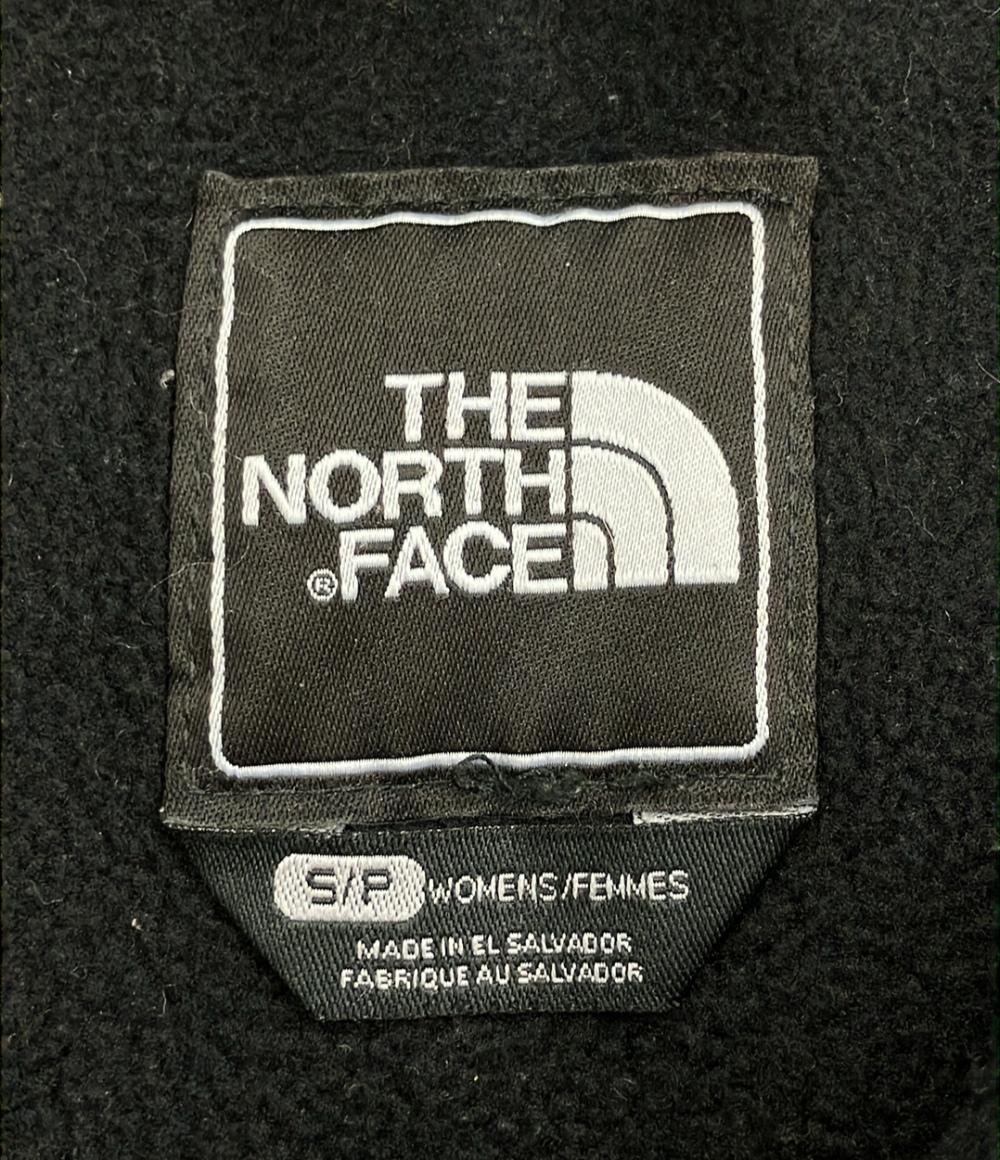 THE
NORTH
®FACE
S/P WOMENS/FEMMES
MADE IN EL SALVADOR
FABRIQUE AU SALVADOR